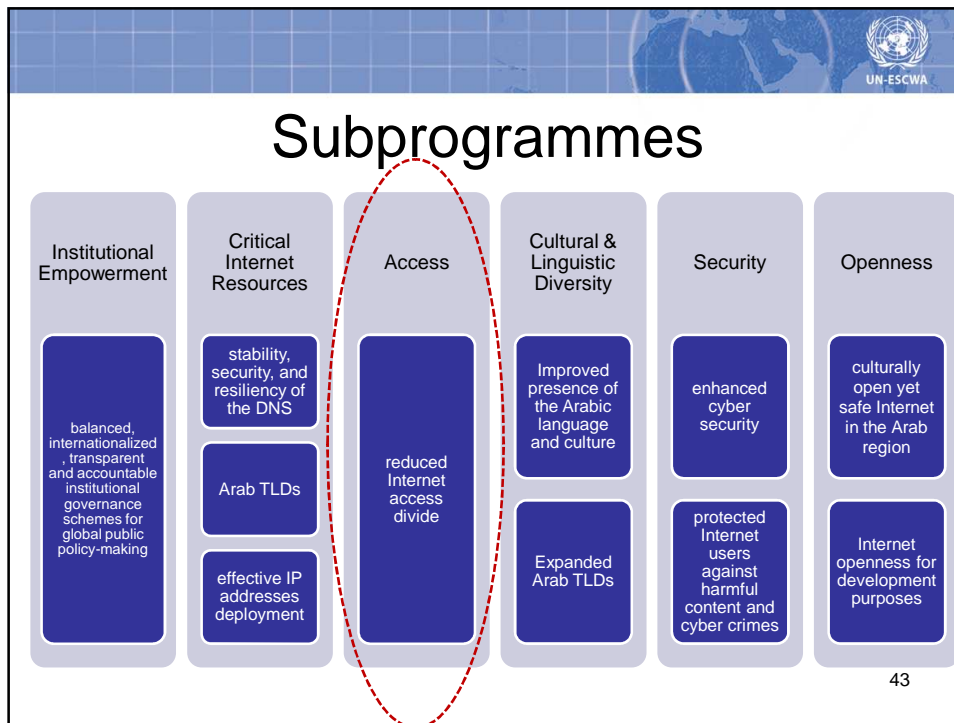 UN-ESCWA
Subprogrammes
Institutional
Empowerment
balanced,
internationalized
, transparent
and accountable
institutional
governance
schemes for
global public
policy-making
Critical
Internet
Resources
stability,
security, and
resiliency of
the DNS
Arab TLDs
effective IP
addresses
deployment
Access
reduced
Internet
access
divide
Cultural &
Linguistic
Diversity
Improved
presence of
the Arabic
language
and culture
Expanded
Arab TLDs
Security
enhanced
cyber
security
protected
Internet
users
against
harmful
content and
cyber crimes
Openness
culturally
open yet
safe Internet
in the Arab
region
Internet
openness for
development
purposes
43